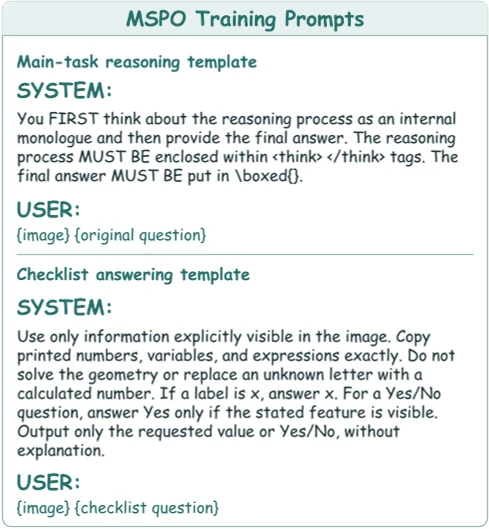 MSPO Training Prompts
Main-task reasoning template
SYSTEM:
You FIRST think about the reasoning process as an internal
monologue and then provide the final answer. The reasoning
process MUST BE enclosed within <think> </think> tags. The
final answer MUST BE put in \boxed{}.
USER:
{image} {original question}
Checklist answering template
SYSTEM:
Use only information explicitly visible in the image. Copy
printed numbers, variables, and expressions exactly. Do not
solve the geometry or replace an unknown letter with a
calculated number. If a label is x, answer x. For a Yes/No
question, answer Yes only if the stated feature is visible.
Output only the requested value or Yes/No, without
explanation.
USER:
{image} {checklist question}